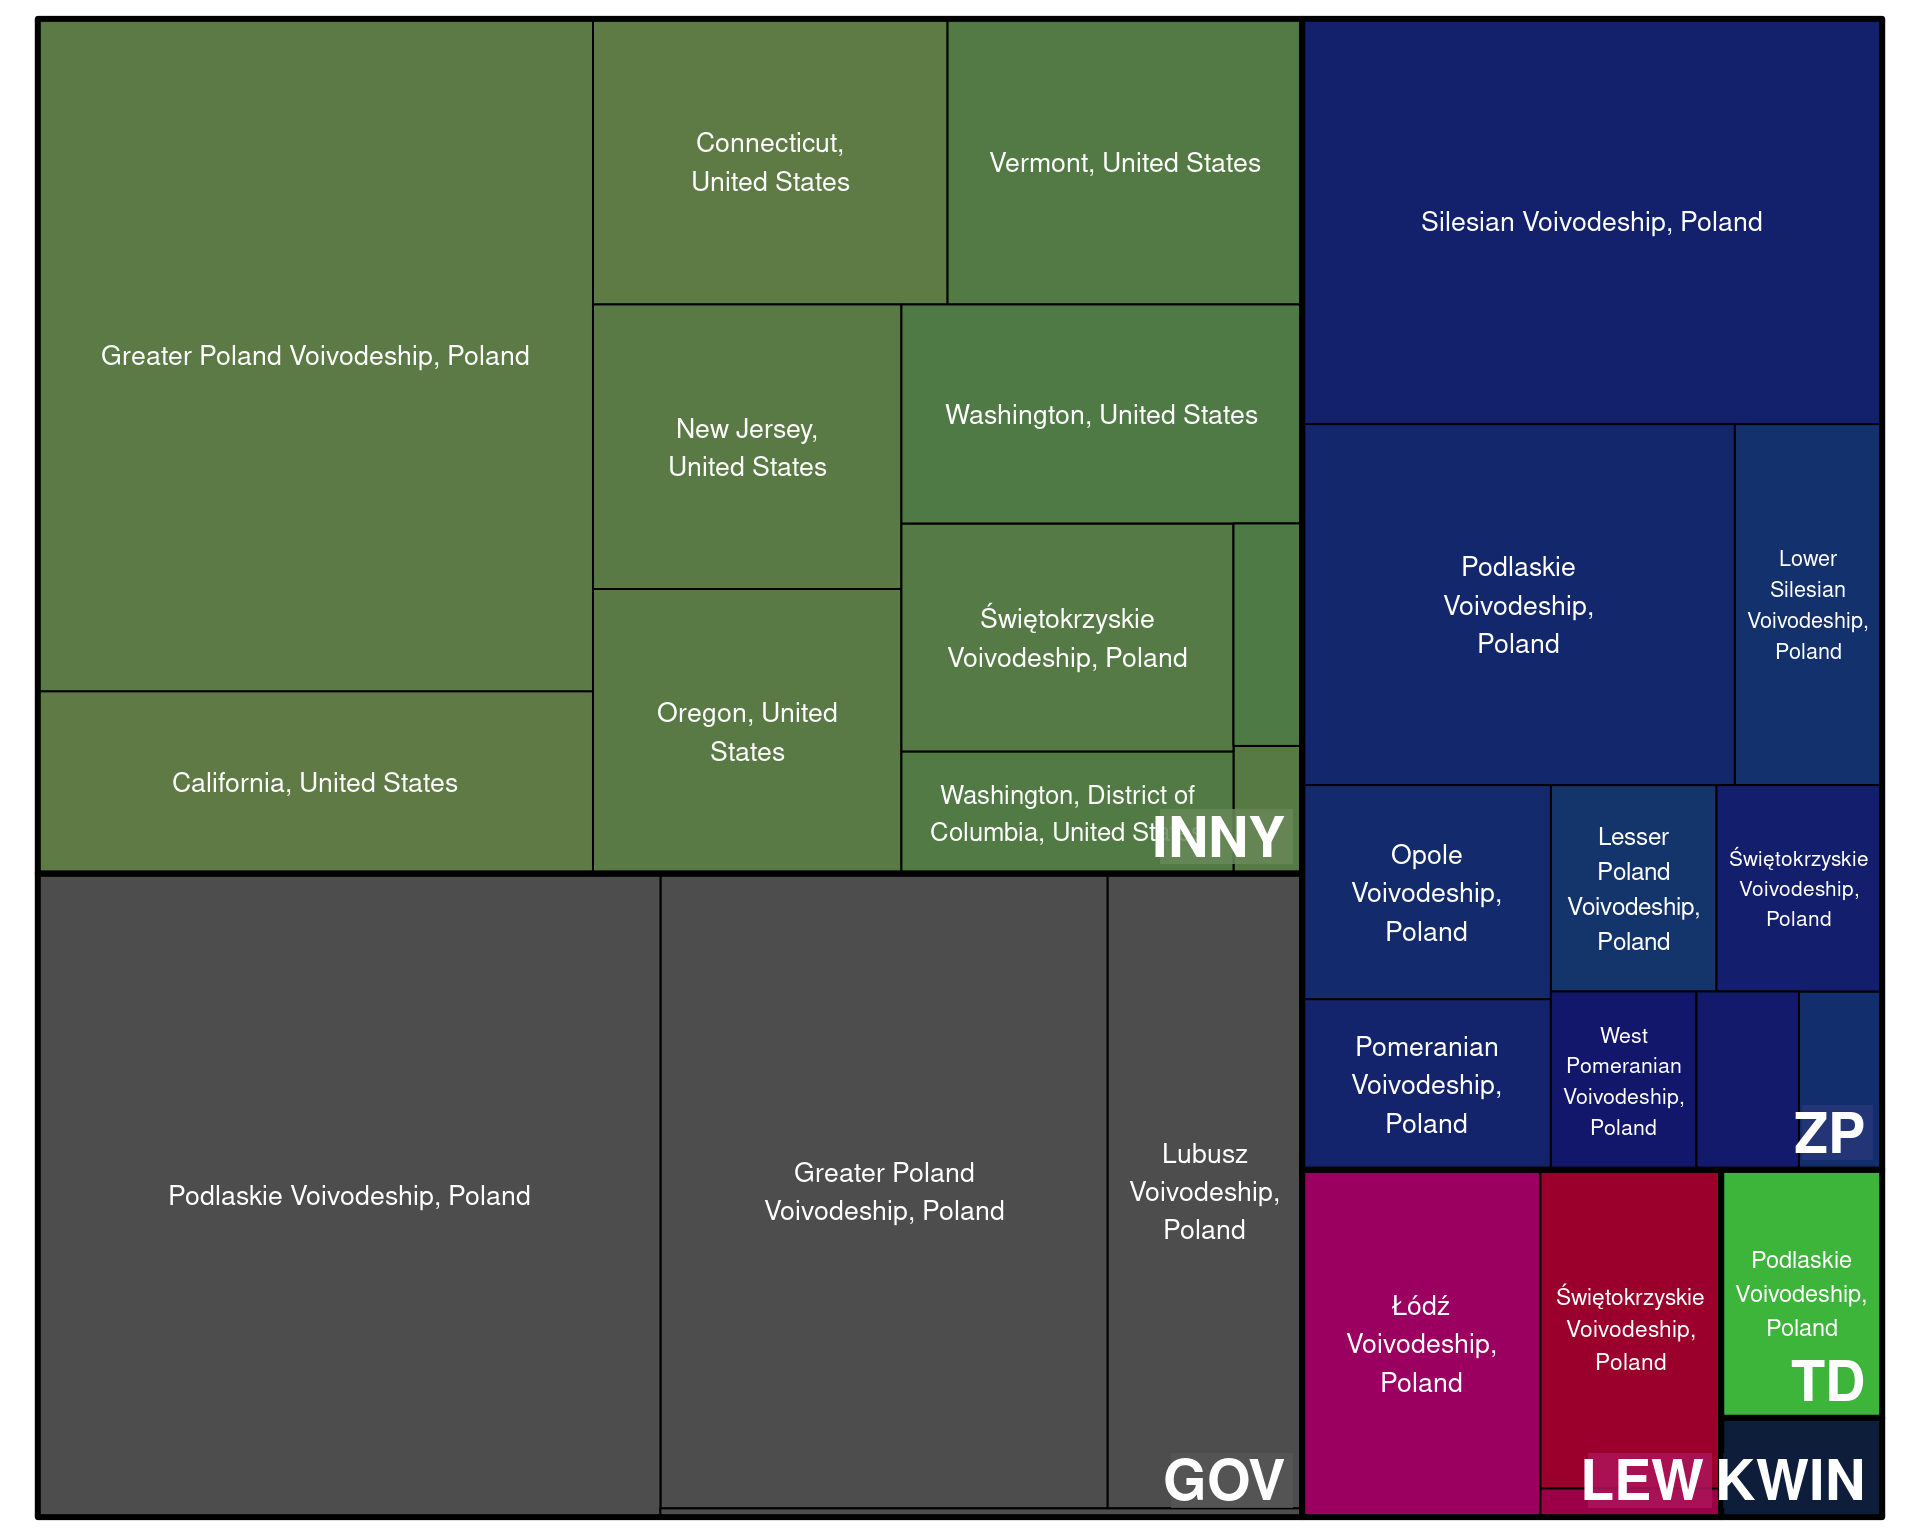 Greater Poland Voivodeship, Poland
California, United States
Connecticut,
United States
Vermont, United States
New Jersey,
United States
Oregon, United
States
Washington, United States
Świętokrzyskie
Voivodeship, Poland
Washington, District of
Columbia, United St
INNY
Podlaskie Voivodeship, Poland
Greater Poland
Voivodeship, Poland
Lubusz
Voivodeship,
Poland
GOV
Silesian Voivodeship, Poland
Podlaskie
Voivodeship,
Poland
Lower
Silesian
Voivodeship,
Poland
Opole
Voivodeship,
Poland
Lesser
Poland
Voivodeship,
Poland
Świętokrzyskie
Voivodeship,
Poland
Pomeranian
Voivodeship,
Poland
West
Pomeranian
Voivodeship,
Poland
ZP
Łódź
Voivodeship,
Poland
Świętokrzyskie
Voivodeship,
Poland
LEW
Podlaskie
Voivodeship,
Poland
TD
KWIN